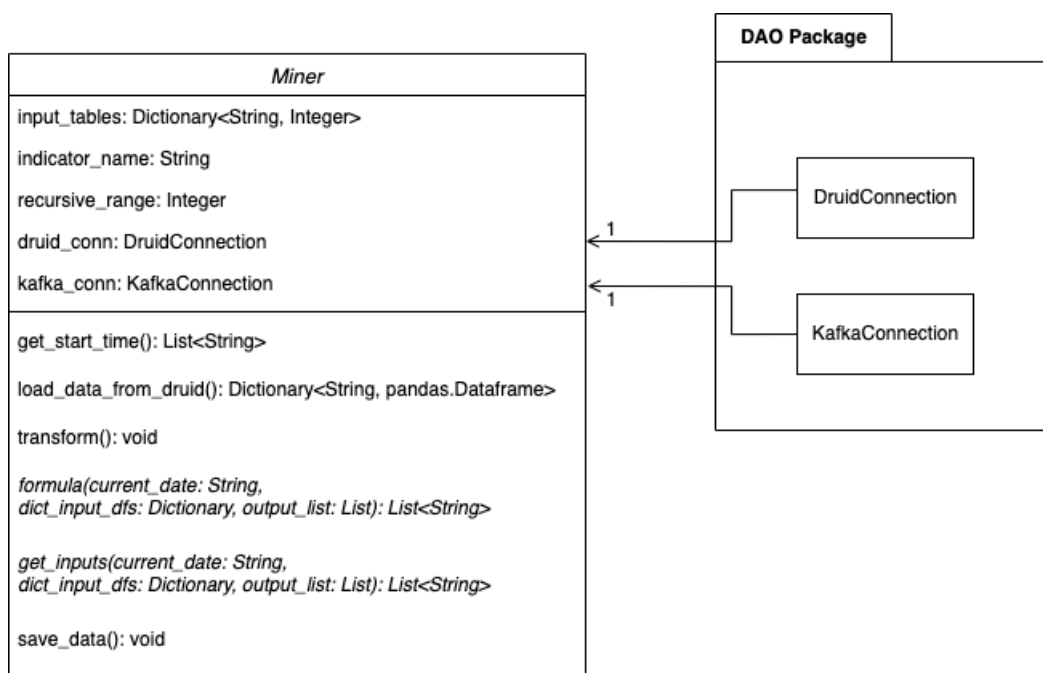 DAO Package
Miner
input_tables: Dictionary<String, Integer>
indicator_name: String
recursive_range: Integer
druid_conn: DruidConnection
kafka_conn: KafkaConnection
get_start_time(): List<String>
load_data_from_druid(): Dictionary<String, pandas.Dataframe>
transform(): void
formula(current_date: String,
dict_input_dfs: Dictionary, output_list: List): List<String>
get_inputs(current_date: String,
dict_input_dfs: Dictionary, output_list: List): List<String>
save_data(): void
1
1
DruidConnection
KafkaConnection